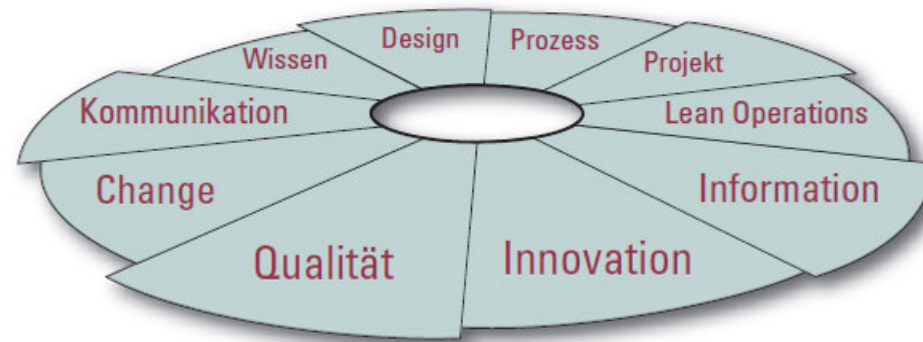 Design
Prozess
Wissen
Projekt
Kommunikation
Lean Operations
Change
Information
Qualität
Innovation